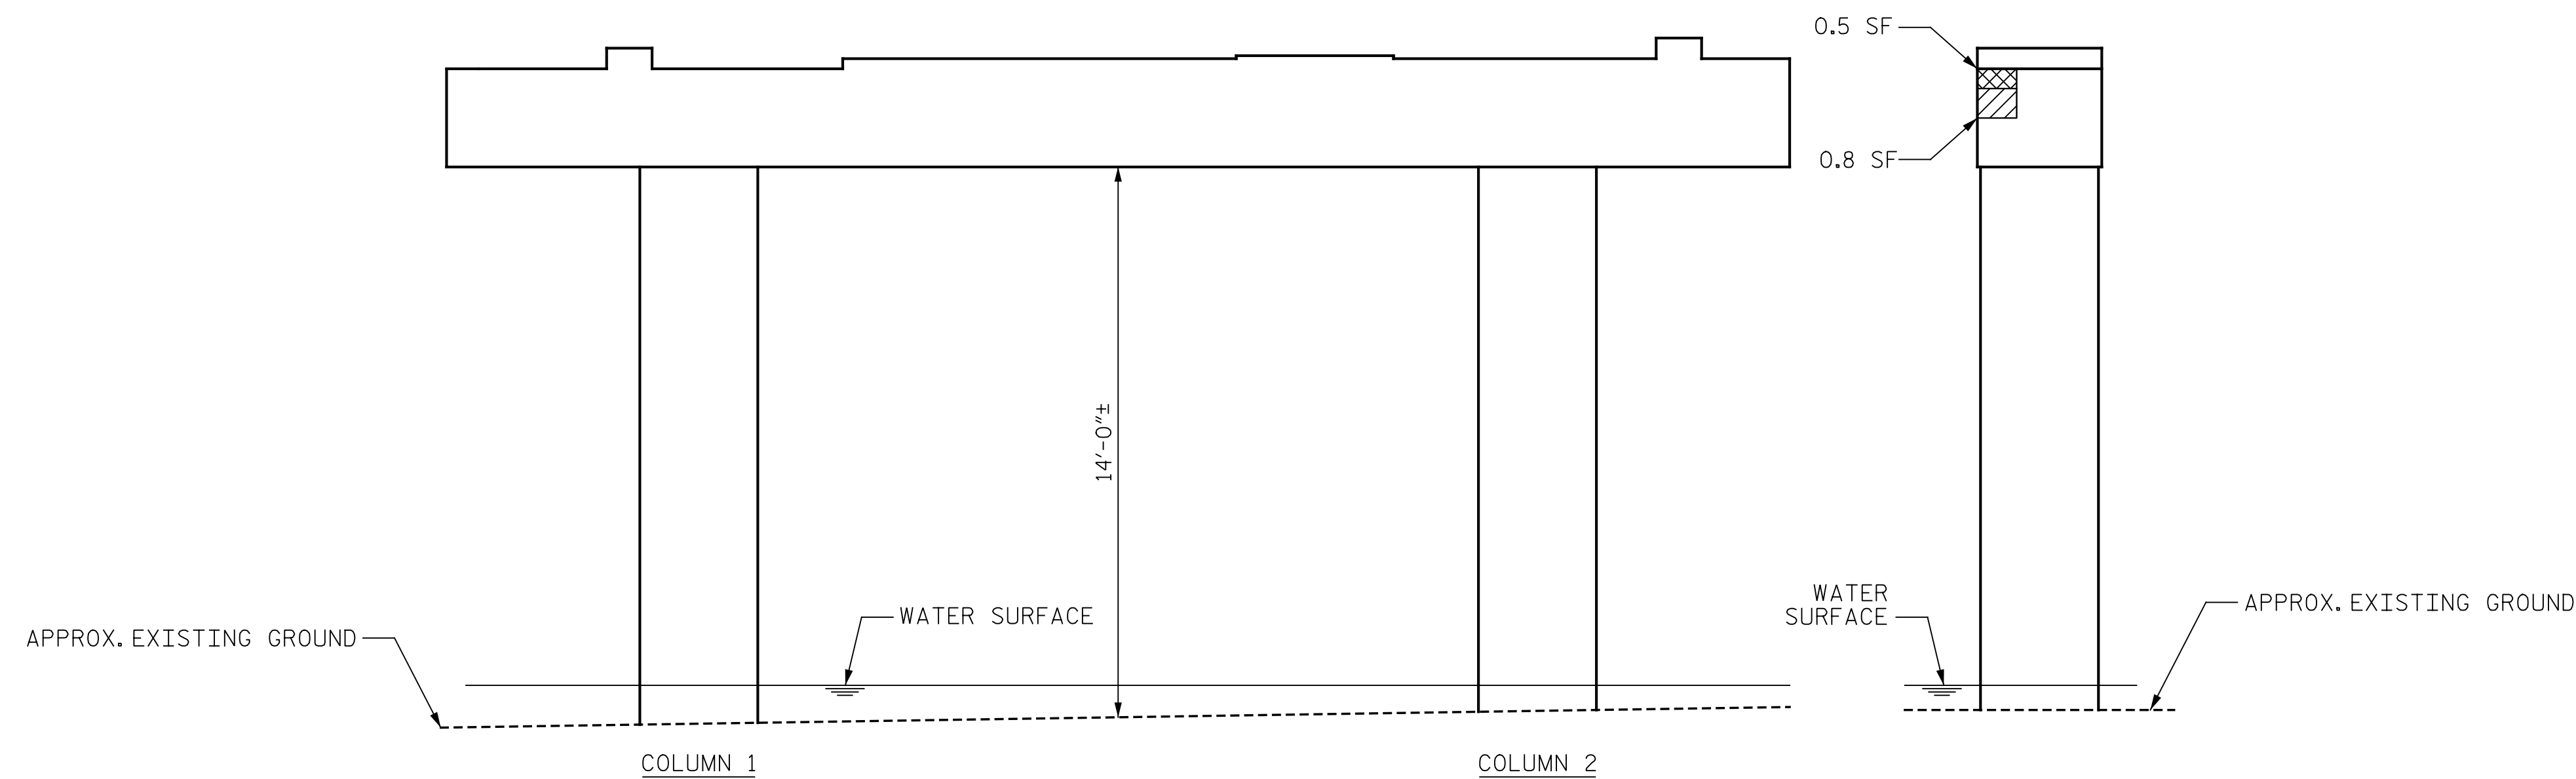 0.5 SF
0.8 SF
14'-0"±
WATER SURFACE
APPROX. EXISTING GROUND
WATER
SURFACE
APPROX. EXISTING GROUND
COLUMN 1
COLUMN 2